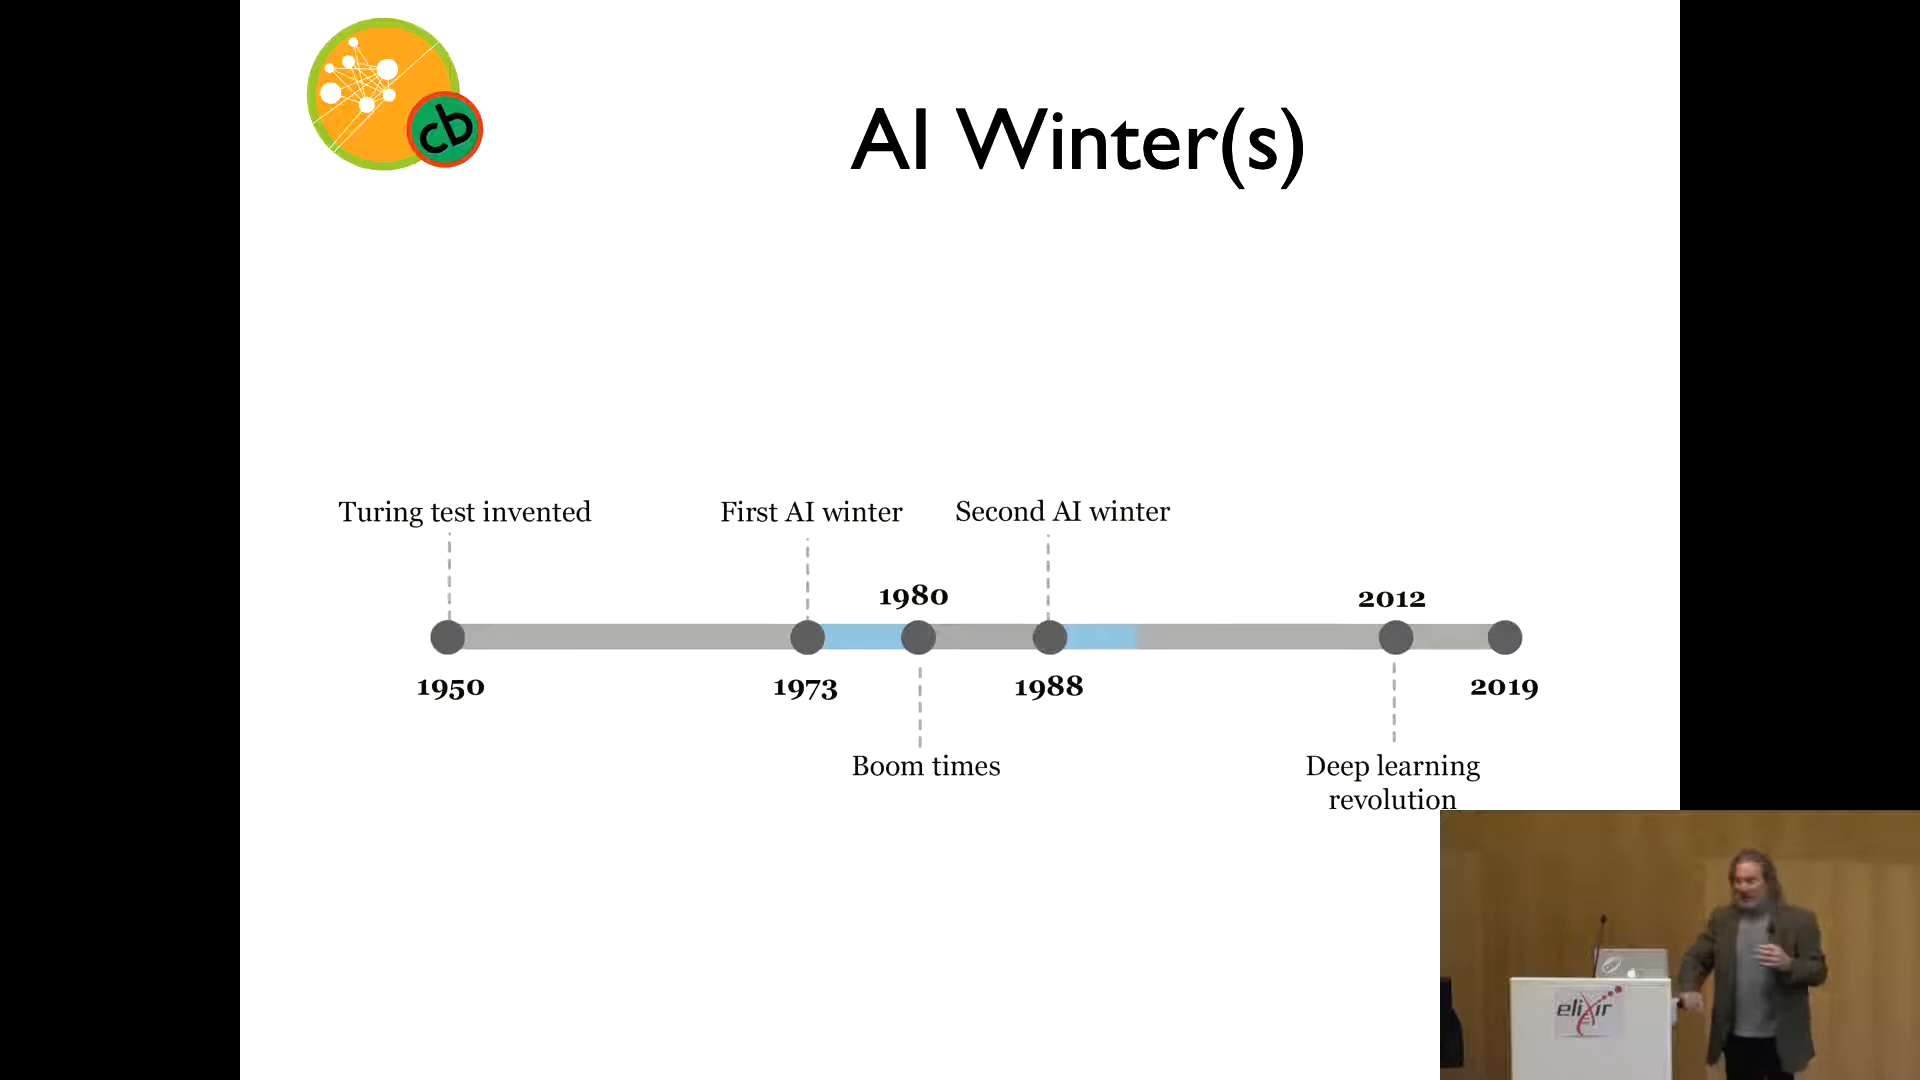 cb
AI Winter(s)
Turing test invented
First AI winter
Second AI winter
1980
2012
1950
1973
1988
2019
Boom times
Deep learning
revolution
elixir